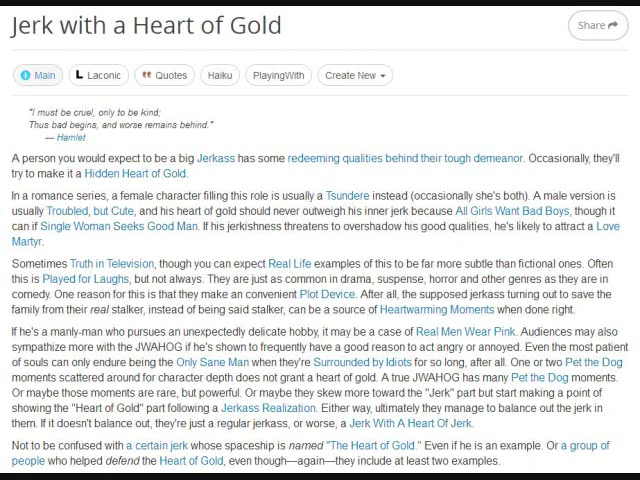 Jerk with a Heart of Gold
Share
Main
Laconic
Quotes
Haiku
PlayingWith
Create New
"I must be cruel, only to be kind;
Thus bad begins, and worse remains behind."
— Hamlet
A person you would expect to be a big Jerkass has some redeeming qualities behind their tough demeanor. Occasionally, they'll
try to make it a Hidden Heart of Gold.
In a romance series, a female character filling this role is usually a Tsundere instead (occasionally she's both). A male version is
usually Troubled, but Cute, and his heart of gold should never outweigh his inner jerk because All Girls Want Bad Boys, though it
can if Single Woman Seeks Good Man. If his jerkishness threatens to overshadow his good qualities, he's likely to attract a Love
Martyr.
Sometimes Truth in Television, though you can expect Real Life examples of this to be far more subtle than fictional ones. Often
this is Played for Laughs, but not always. They are just as common in drama, suspense, horror and other genres as they are in
comedy. One reason for this is that they make an convenient Plot Device. After all, the supposed jerkass turning out to save the
family from their real stalker, instead of being said stalker, can be a source of Heartwarming Moments when done right.
If he's a manly-man who pursues an unexpectedly delicate hobby, it may be a case of Real Men Wear Pink. Audiences may also
sympathize more with the JWAHOG if he's shown to frequently have a good reason to act angry or annoyed. Even the most patient
of souls can only endure being the Only Sane Man when they're Surrounded by Idiots for so long, after all. One or two Pet the Dog
moments scattered around for character depth does not grant a heart of gold. A true JWAHOG has many Pet the Dog moments.
Or maybe those moments are rare, but powerful. Or maybe they skew more toward the "Jerk" part but start making a point of
showing the "Heart of Gold" part following a Jerkass Realization. Either way, ultimately they manage to balance out the jerk in
them. If it doesn't balance out, they're just a regular jerkass, or worse, a Jerk With A Heart Of Jerk.
Not to be confused with a certain jerk whose spaceship is named "The Heart of Gold." Even if he is an example. Or a group of
people who helped defend the Heart of Gold, even though—again—they include at least two examples.